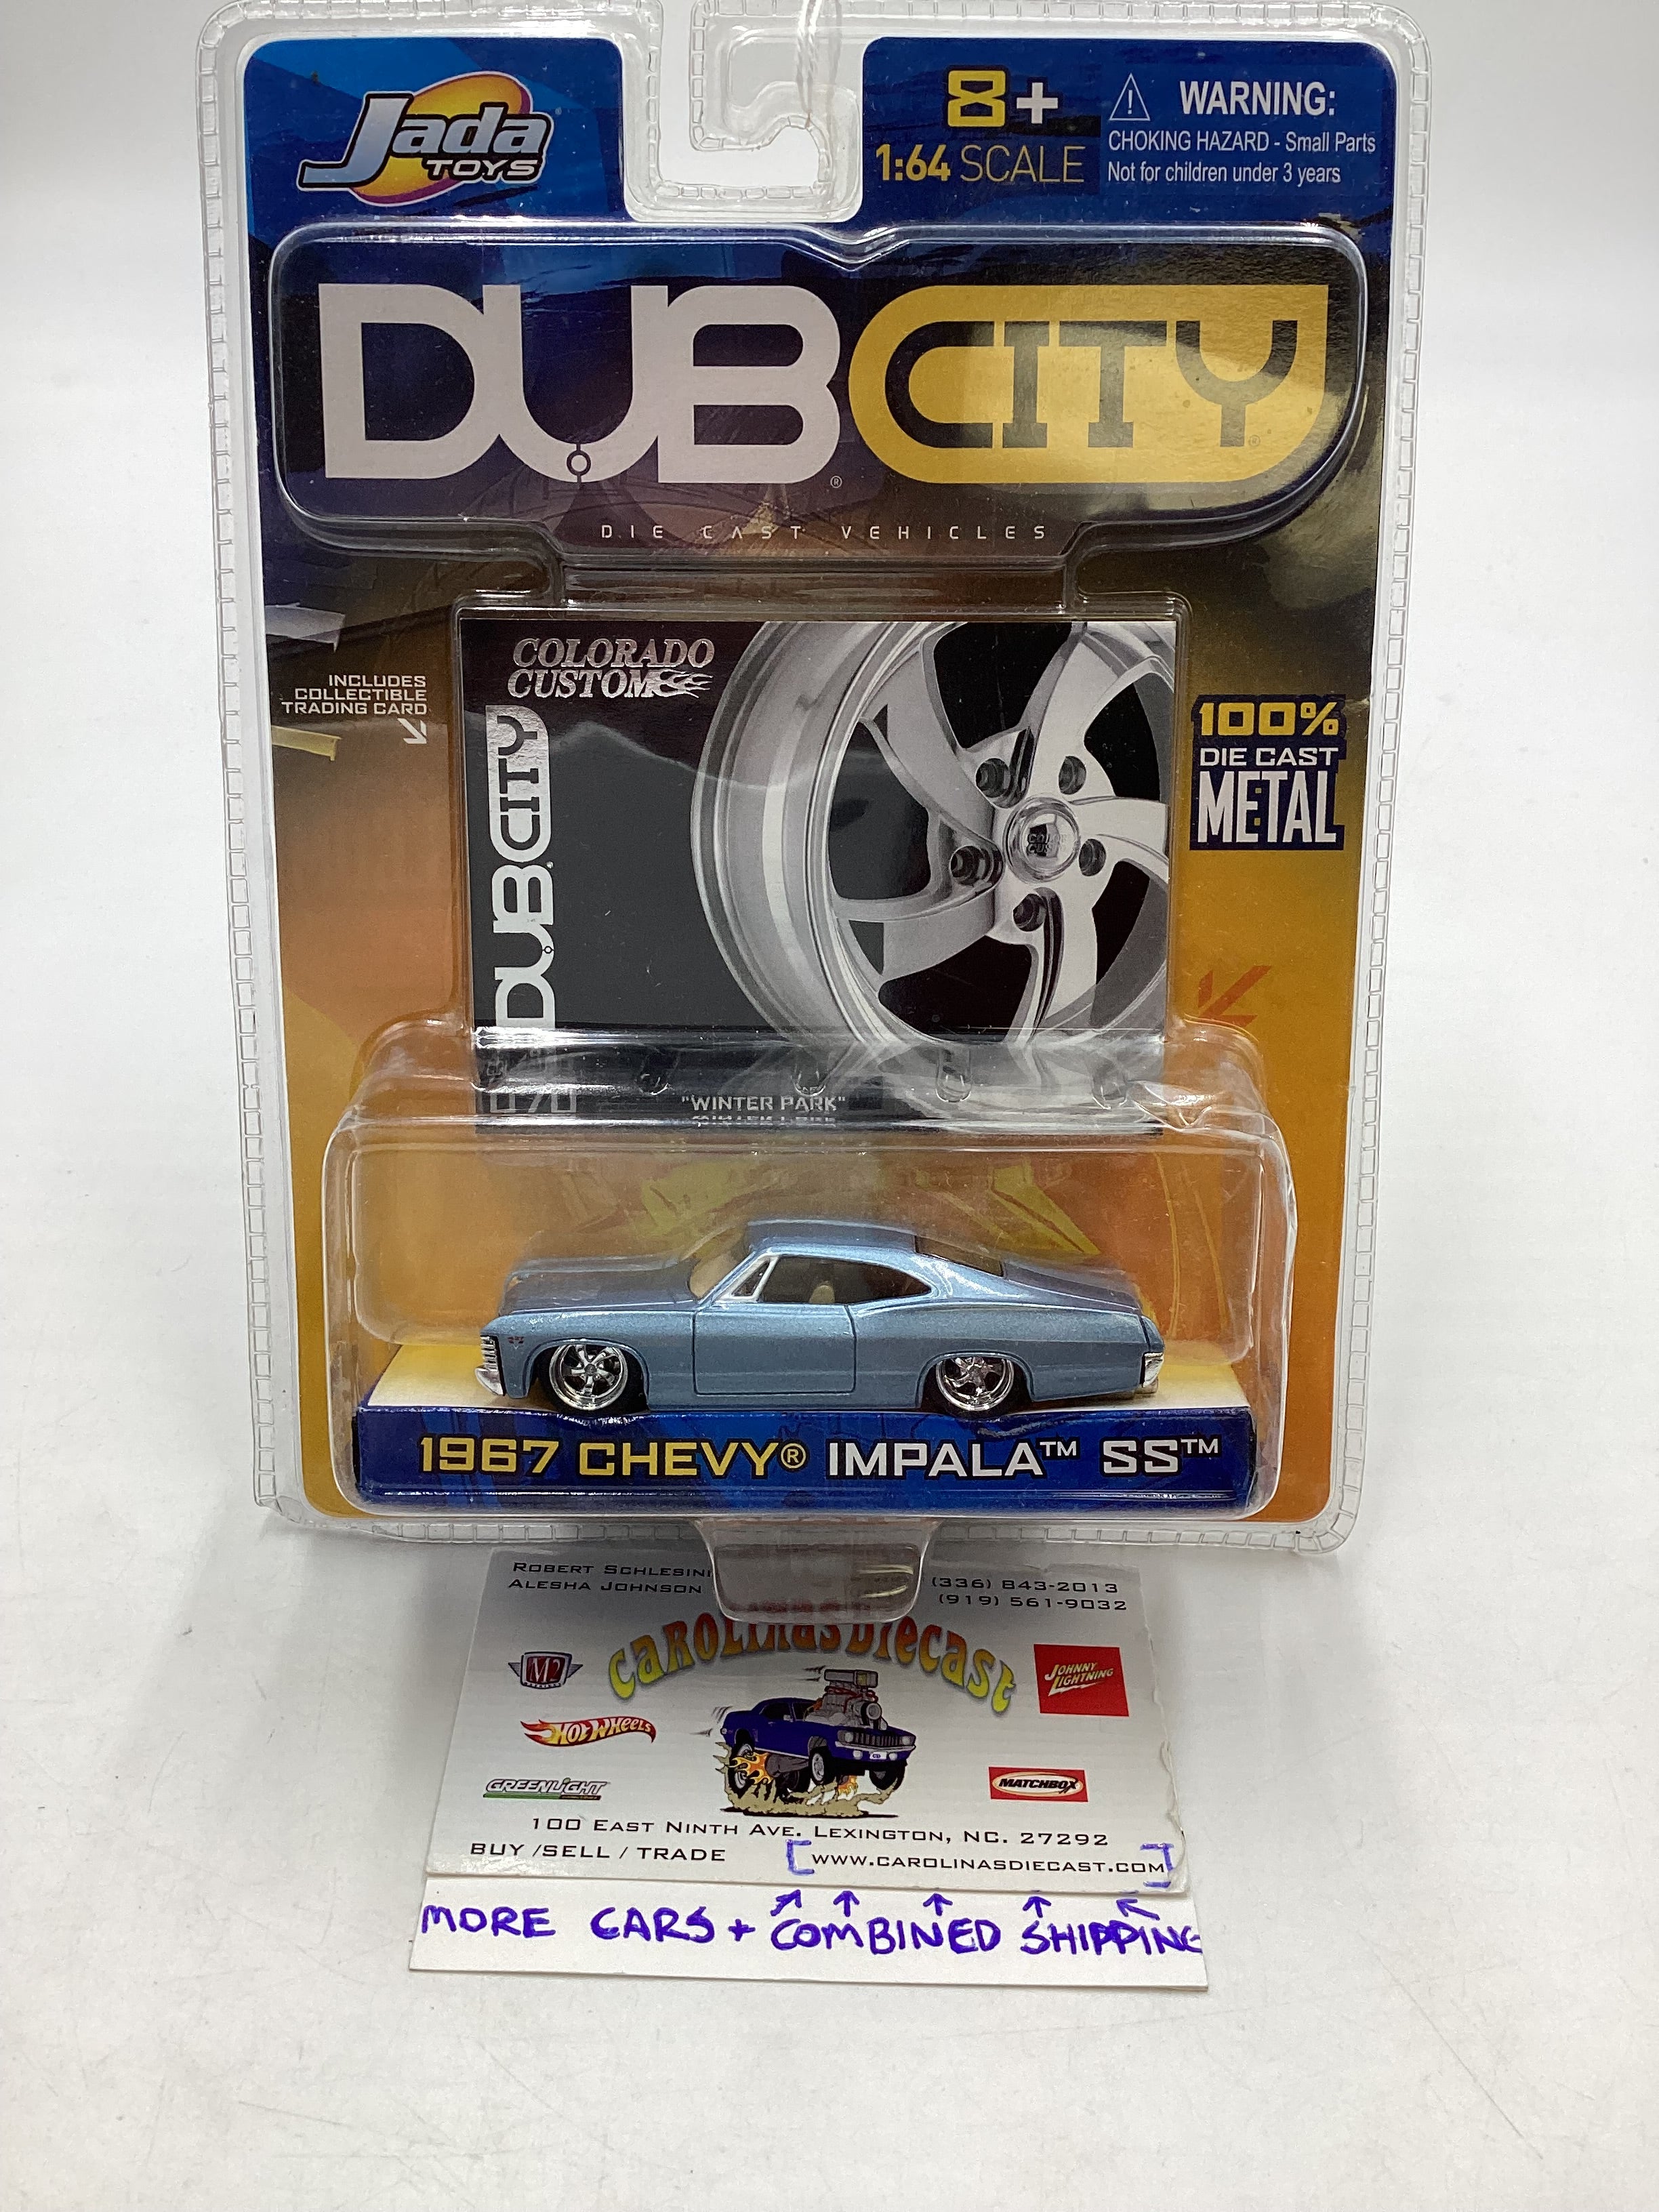 Jada
TOYS
8+
1:64 SCALE
WARNING:
CHOKING HAZARD - Small Parts
Not for children under 3 years
DUB CITY
DIE CAST VEHICLES
INCLUDES
COLLECTIBLE
TRADING CARD
COLORADO
CUSTOM
DUB CITY
070
"WINTER PARK"
100%
DIE CAST
METAL
1967 CHEVY® IMPALA™ SS™
ROBERT SCHLESIN
ALESHA JOHNSON
(336) 843-2013
(919) 561-9032
CAROLINAS DIECAST
M2
JOHNNY
LIGHTNING
HOT WHEELS
GREENLIGHT
MATCHBOX
100 EAST NINTH AVE. LEXINGTON, NC. 27292
BUY /SELL / TRADE [WWW.CAROLINASDIECAST.COM]
MORE CARS + COMBINED SHIPPING